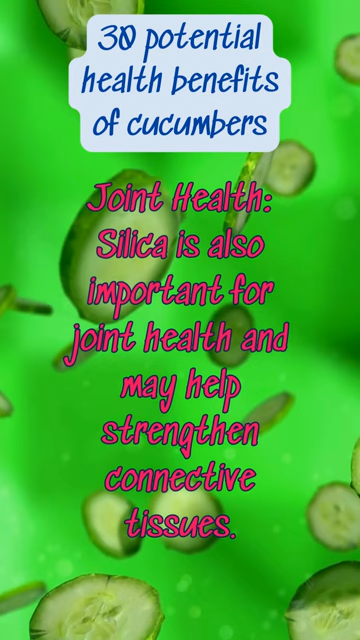 30 potential
health benefits
of cucumbers
Joint Health:
Silica is also
important for
joint health and
may help
strengthen
connective
tissues.